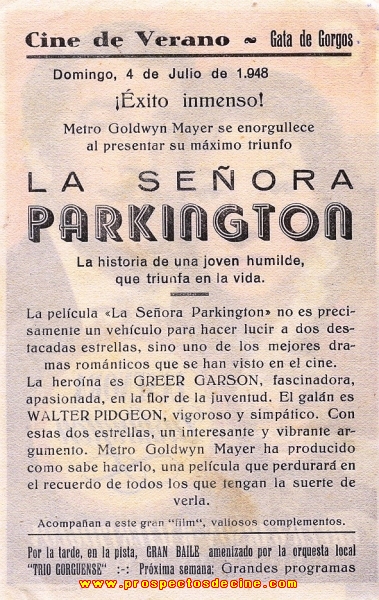 Cine de Verano ~ Gata de Gorgos
Domingo, 4 de Julio de 1.948
¡Éxito inmenso!
Metro Goldwyn Mayer se enorgullece
al presentar su máximo triunfo
LA SEÑORA
PARKINGTON
La historia de una joven humilde,
que triunfa en la vida.
La película «La Señora Parkington» no es preci-
samente un vehículo para hacer lucir a dos des-
tacadas estrellas, sino uno de los mejores dra-
mas románticos que se han visto en el cine.
La heroína es GREER GARSON, fascinadora,
apasionada, en la flor de la juventud. El galán es
WALTER PIDGEON, vigoroso y simpático. Con
estas dos estrellas, un interesante y vibrante ar-
gumento. Metro Goldwyn Mayer ha producido
como sabe hacerlo, una película que perdurará en
el recuerdo de todos los que tengan la suerte de
verla.
Acompañan a este gran "film", valiosos complementos.
Por la tarde, en la pista, GRAN BAILE amenizado por la orquesta local
"TRIO GORGUENSE" :-: Próxima semana: Grandes programas
www.prospectosdecine.com